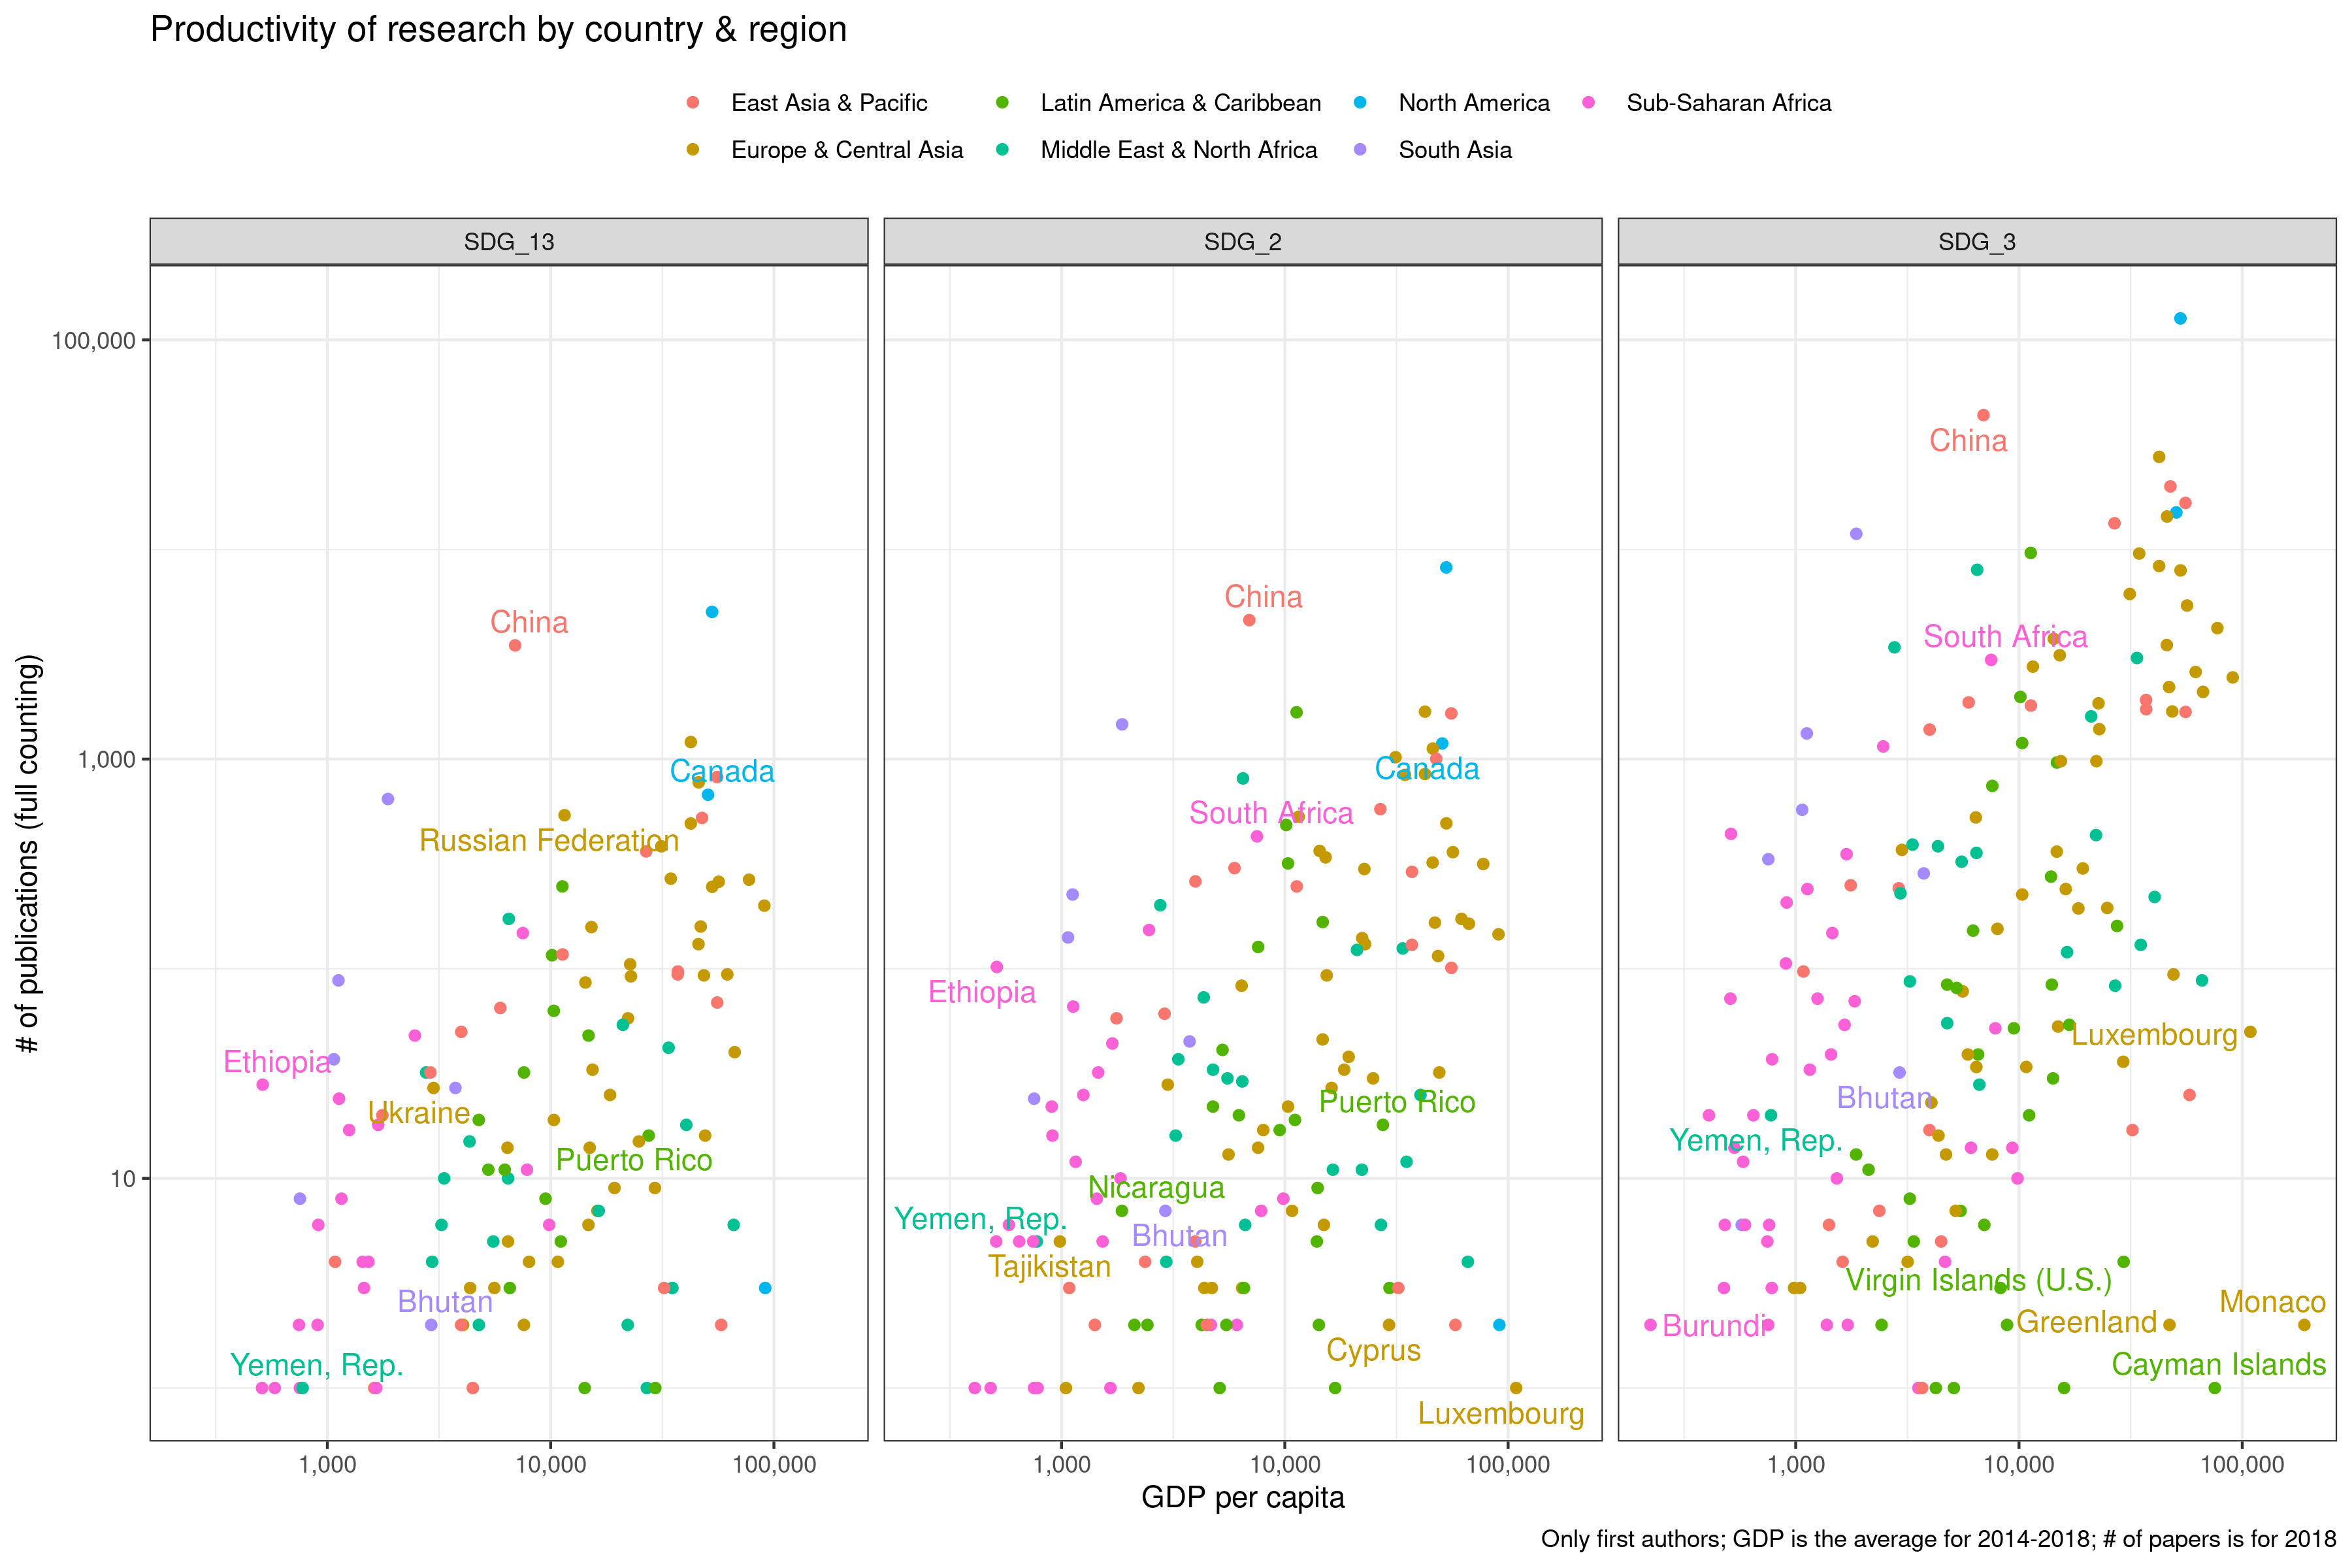 Productivity of research by country & region
East Asia & Pacific
Latin America & Caribbean
North America
Sub-Saharan Africa
Europe & Central Asia
Middle East & North Africa
South Asia
SDG_13
SDG_2
SDG_3
# of publications (full counting)
100,000
1,000
10
China
Canada
Russian Federation
Ethiopia
Ukraine
Puerto Rico
Bhutan
Yemen, Rep.
China
Canada
South Africa
Ethiopia
Puerto Rico
Nicaragua
Yemen, Rep.
Bhutan
Tajikistan
Cyprus
Luxembourg
China
South Africa
Luxembourg
Bhutan
Yemen, Rep.
Virgin Islands (U.S.)
Monaco
Burundi
Greenland
Cayman Islands
1,000
10,000
100,000
1,000
10,000
100,000
1,000
10,000
100,000
GDP per capita
Only first authors; GDP is the average for 2014-2018; # of papers is for 2018